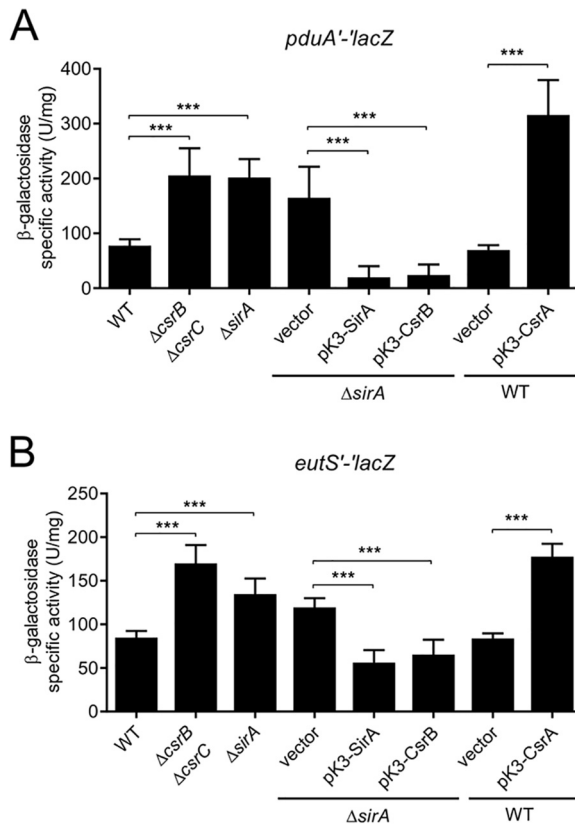 A
pduA'-'lacZ
β-galactosidase
specific activity (U/mg)
400
300
200
100
0
***
***
***
***
***
WT
ΔcsrB
ΔcsrC
ΔsirA
vector
pK3-SirA
pK3-CsrB
vector
pK3-CsrA
ΔsirA
WT
B
eutS'-'lacZ
β-galactosidase
specific activity (U/mg)
250
200
150
100
50
0
***
***
***
***
***
WT
ΔcsrB
ΔcsrC
ΔsirA
vector
pK3-SirA
pK3-CsrB
vector
pK3-CsrA
ΔsirA
WT